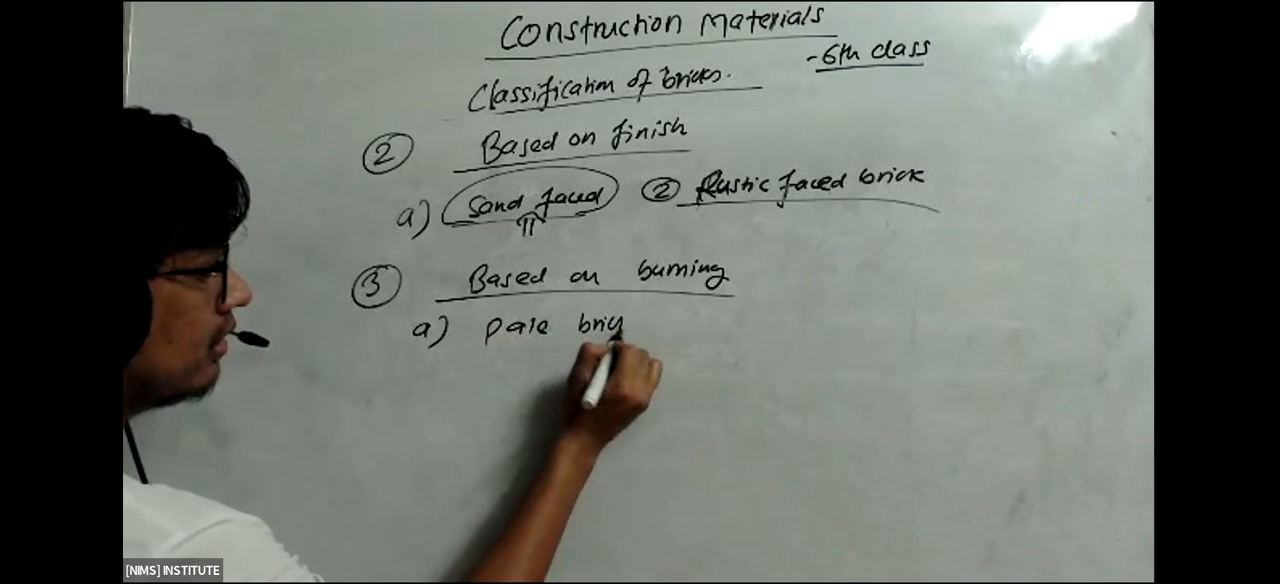 Construction Materials
- 6th class
Classification of bricks.
② Based on finish
a) Sand faced ② Rustic faced brick
③ Based on burning
a) pale bric
[NIMS] INSTITUTE